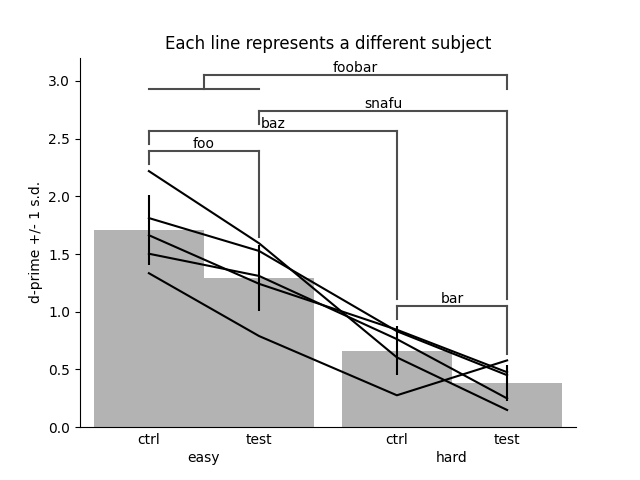 Each line represents a different subject
foobar
snafu
baz
foo
bar
d-prime +/- 1 s.d.
3.0
2.5
2.0
1.5
1.0
0.5
0.0
ctrl test ctrl test
easy hard